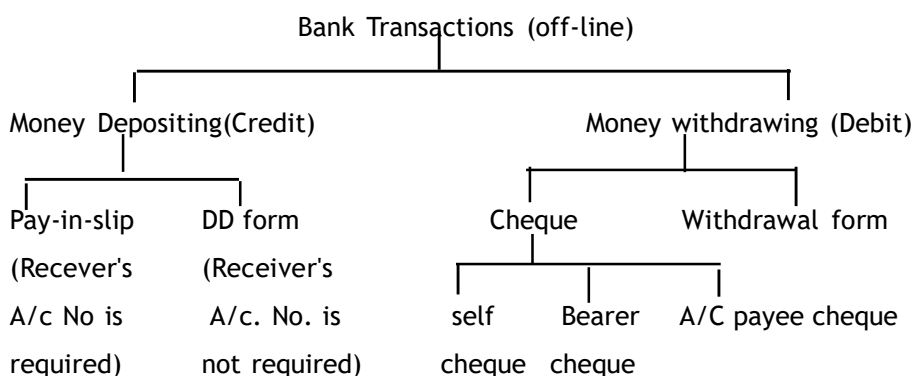 Bank Transactions (off-line)
Money Depositing(Credit) Money withdrawing (Debit)
Pay-in-slip DD form Cheque Withdrawal form
(Recever's (Receiver's
A/c No is A/c. No. is self Bearer A/C payee cheque
required) not required) cheque cheque